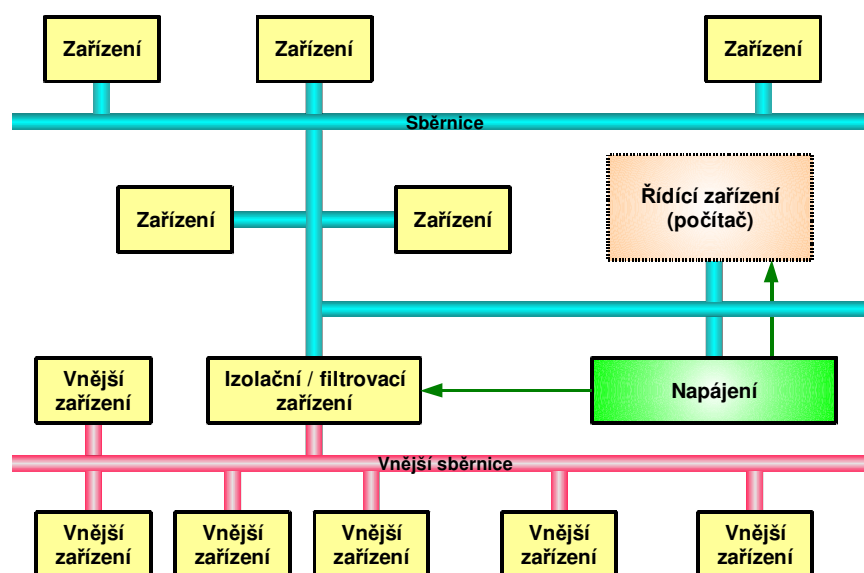 Zařízení
Zařízení
Zařízení
Sběrnice
Řídící zařízení
(počítač)
Zařízení
Zařízení
Vnější
zařízení
Izolační / filtrovací
zařízení
Napájení
Vnější sběrnice
Vnější
zařízení
Vnější
zařízení
Vnější
zařízení
Vnější
zařízení
Vnější
zařízení